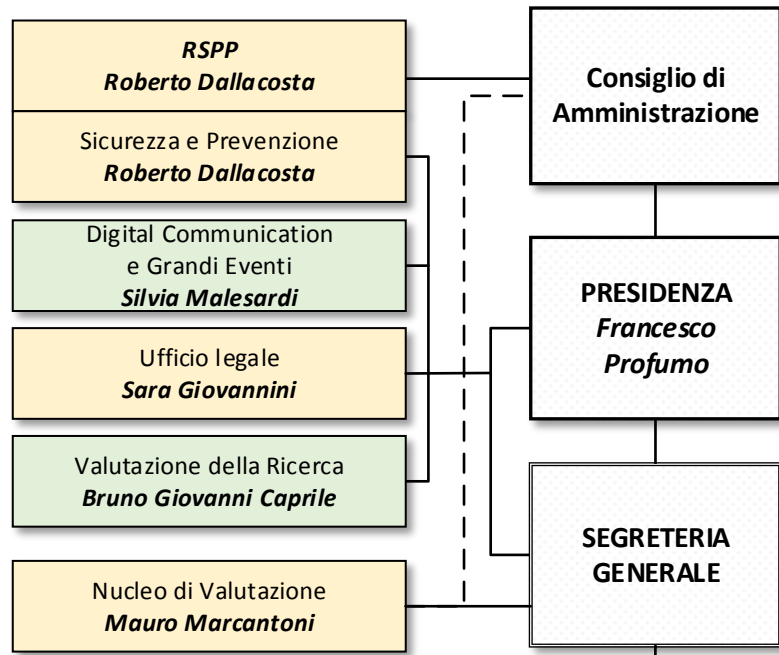 RSPP
Roberto Dallacosta
Sicurezza e Prevenzione
Roberto Dallacosta
Digital Communication
e Grandi Eventi
Silvia Malesardi
Ufficio legale
Sara Giovannini
Valutazione della Ricerca
Bruno Giovanni Caprile
Nucleo di Valutazione
Mauro Marcantoni
Consiglio di
Amministrazione
PRESIDENZA
Francesco
Profumo
SEGRETERIA
GENERALE